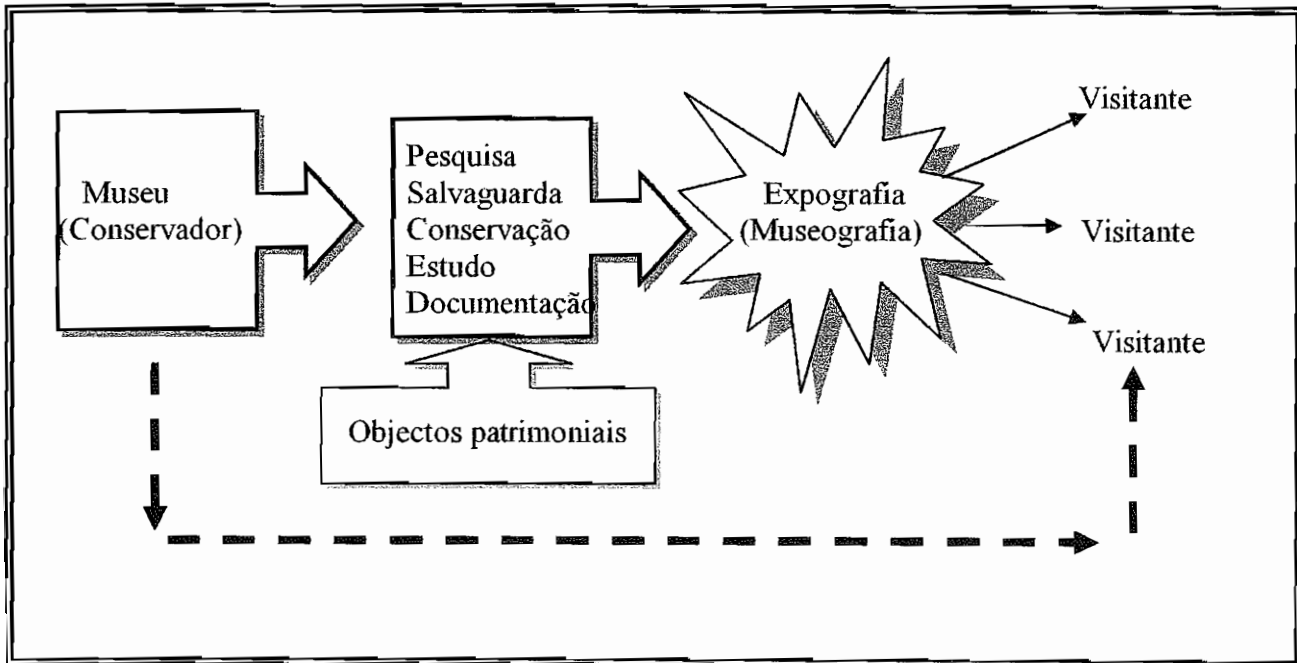 Museu
(Conservador)
Pesquisa
Salvaguarda
Conservação
Estudo
Documentação
Objectos patrimoniais
Expografia
(Museografia)
Visitante
Visitante
Visitante